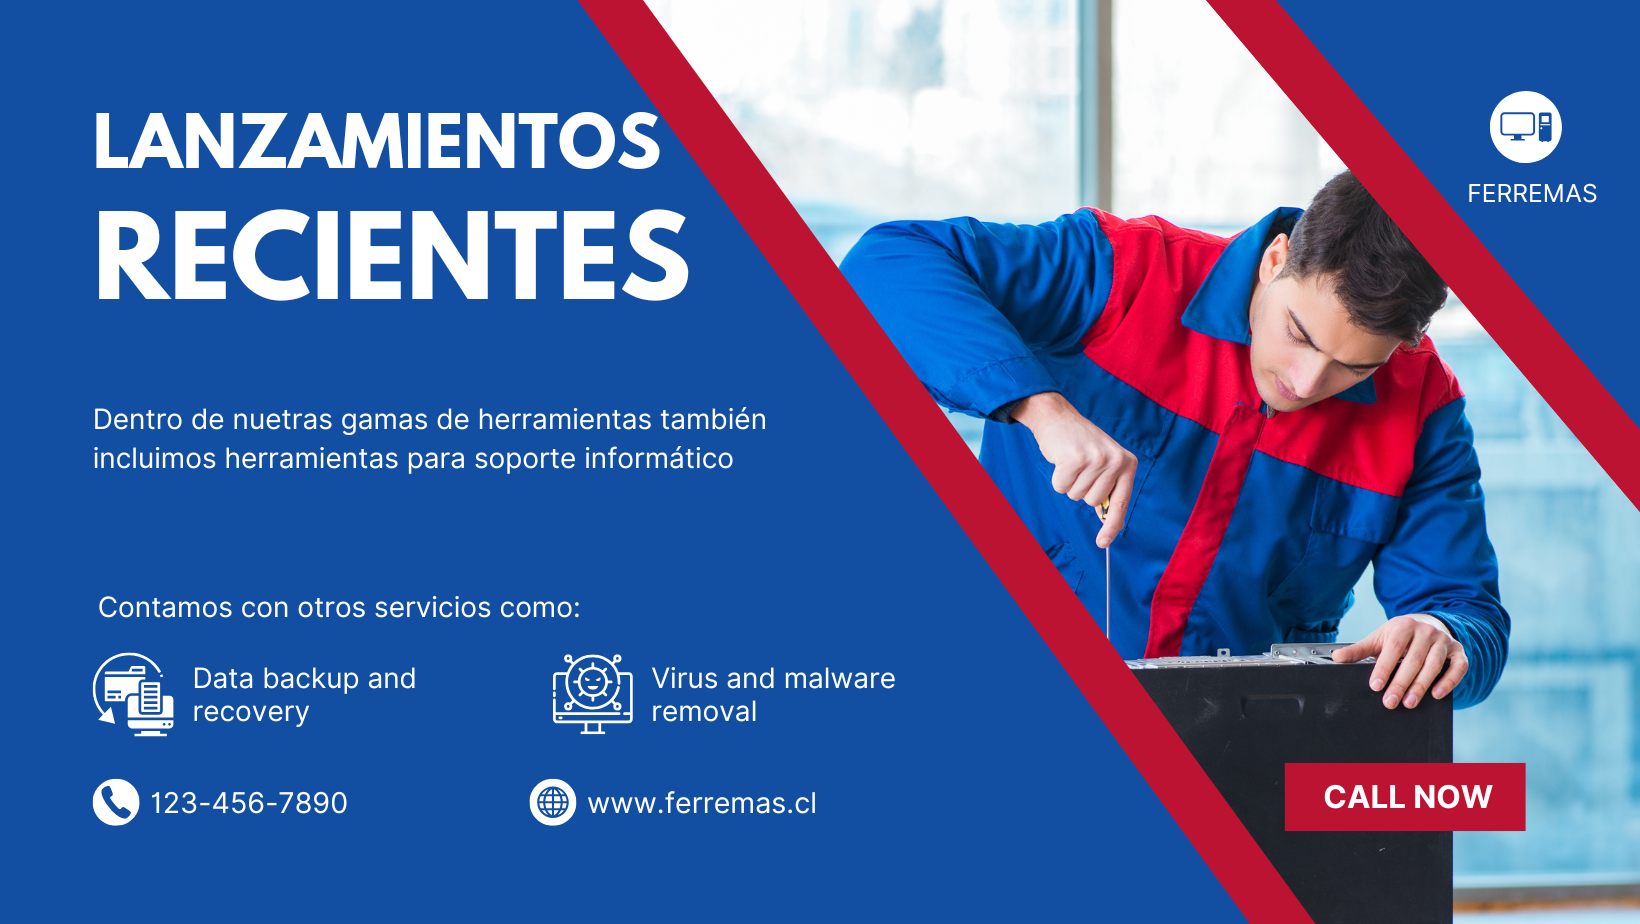 LANZAMIENTOS
RECIENTES
FERREMAS
Dentro de nuetras gamas de herramientas también
incluimos herramientas para soporte informático
Contamos con otros servicios como:
Data backup and
recovery
Virus and malware
removal
123-456-7890
www.ferremas.cl
CALL NOW